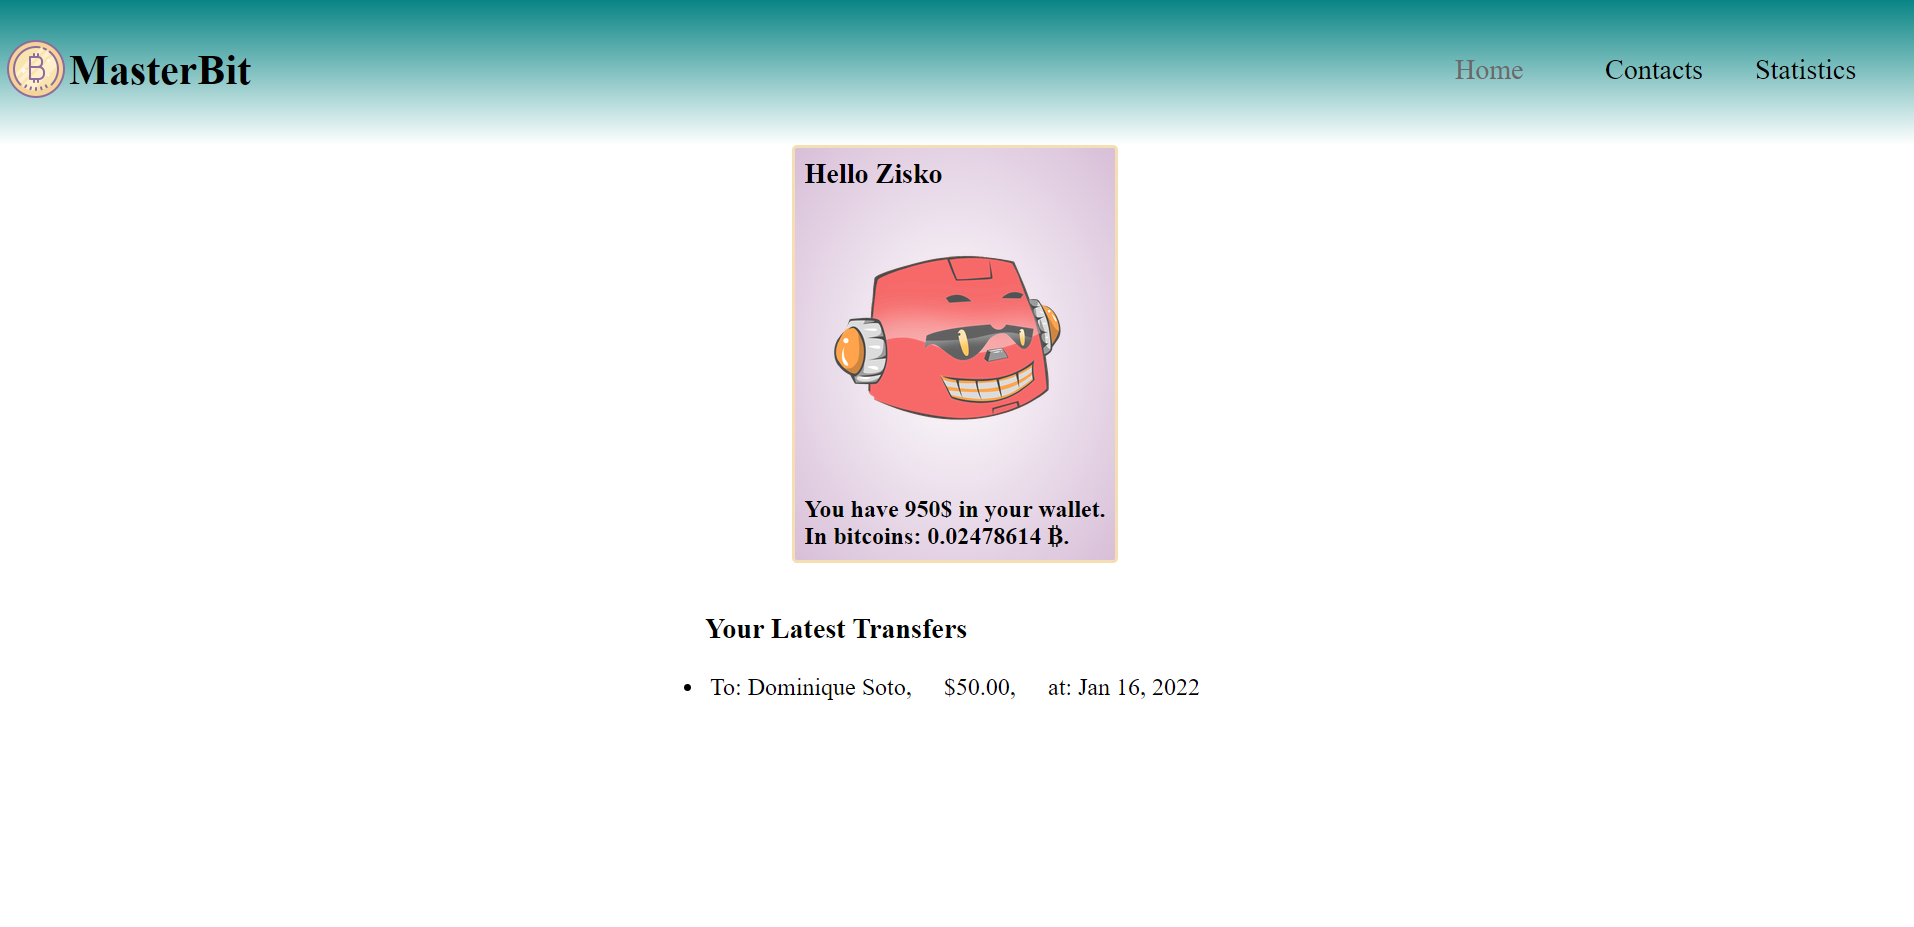 MasterBit
Home Contacts Statistics
Hello Zisko
You have 950$ in your wallet.
In bitcoins: 0.02478614 ₿.
Your Latest Transfers
• To: Dominique Soto, $50.00, at: Jan 16, 2022